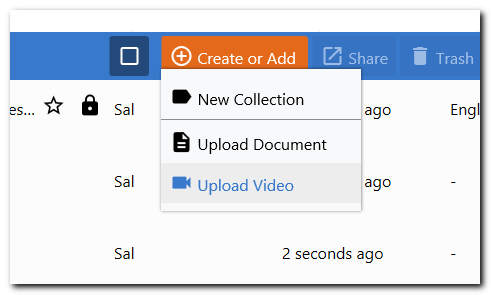 Create or Add Share Trash
es... Sal New Collection ago Engl
Upload Document
Sal Upload Video ago -
Sal 2 seconds ago -